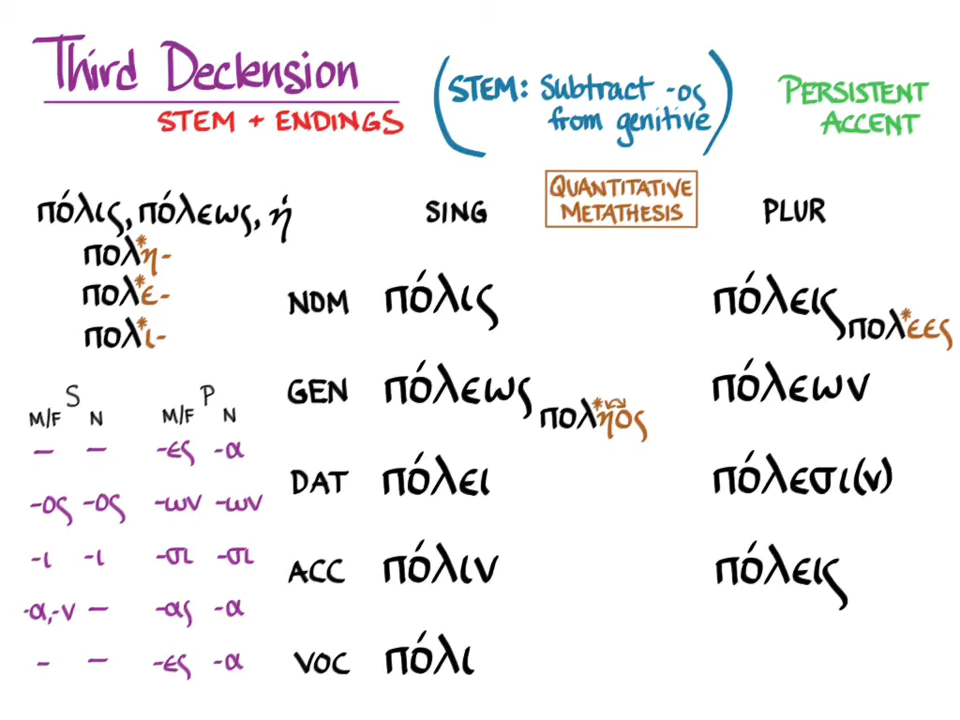 Third Declension
STEM + ENDINGS
(STEM: Subtract -ος
from genitive)
PERSISTENT
ACCENT
πόλις, πόλεως, ἡ
πολ*η-
πολ*ε-
πολ*ι-
SING
QUANTITATIVE
METATHESIS
PLUR
NOM πόλις πόλεις πολ*εες
GEN πόλεως πολ*ηος πόλεων
DAT πόλει πόλεσι(ν)
ACC πόλιν πόλεις
VOC πόλι
S P
M/F N M/F N
– – -ες -α
-ος -ος -ων -ων
-ι -ι -σι -σι
-α,-ν – -ας -α
- – -ες -α